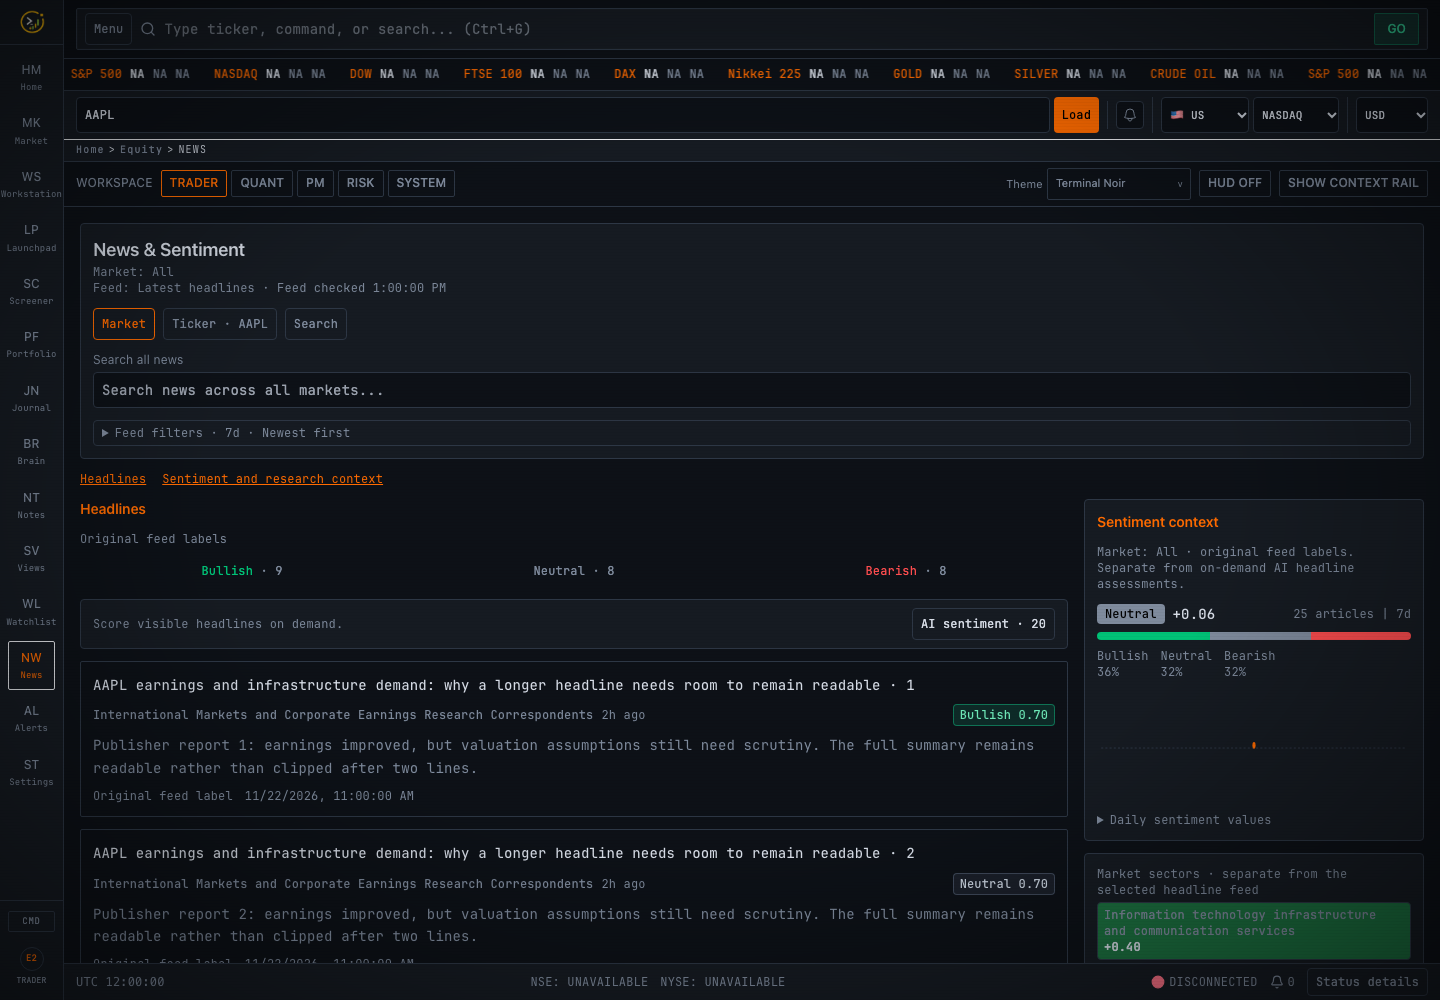 Menu
Type ticker, command, or search... (Ctrl+G)
GO
S&P 500 NA NA NA NASDAQ NA NA NA DOW NA NA NA FTSE 100 NA NA NA DAX NA NA NA Nikkei 225 NA NA NA GOLD NA NA NA SILVER NA NA NA CRUDE OIL NA NA NA S&P 500 NA NA NA
AAPL
Load
US
NASDAQ
USD
Home > Equity > NEWS
WORKSPACE TRADER QUANT PM RISK SYSTEM
Theme Terminal Noir v HUD OFF SHOW CONTEXT RAIL
HM
Home
MK
Market
WS
Workstation
LP
Launchpad
SC
Screener
PF
Portfolio
JN
Journal
BR
Brain
NT
Notes
SV
Views
WL
Watchlist
NW
News
AL
Alerts
ST
Settings
CMD
E2
TRADER
News & Sentiment
Market: All
Feed: Latest headlines · Feed checked 1:00:00 PM
Market
Ticker · AAPL
Search
Search all news
Search news across all markets...
Feed filters · 7d · Newest first
Headlines Sentiment and research context
Headlines
Original feed labels
Bullish · 9 Neutral · 8 Bearish · 8
Score visible headlines on demand.
AI sentiment · 20
AAPL earnings and infrastructure demand: why a longer headline needs room to remain readable · 1
International Markets and Corporate Earnings Research Correspondents 2h ago
Bullish 0.70
Publisher report 1: earnings improved, but valuation assumptions still need scrutiny. The full summary remains
readable rather than clipped after two lines.
Original feed label 11/22/2026, 11:00:00 AM
AAPL earnings and infrastructure demand: why a longer headline needs room to remain readable · 2
International Markets and Corporate Earnings Research Correspondents 2h ago
Neutral 0.70
Publisher report 2: earnings improved, but valuation assumptions still need scrutiny. The full summary remains
readable rather than clipped after two lines.
Original feed label 11/22/2026, 11:00:00 AM
Sentiment context
Market: All · original feed labels.
Separate from on-demand AI headline
assessments.
Neutral +0.06 25 articles | 7d
Bullish Neutral Bearish
36% 32% 32%
Daily sentiment values
Market sectors · separate from the
selected headline feed
Information technology infrastructure
and communication services
+0.40
UTC 12:00:00
NSE: UNAVAILABLE NYSE: UNAVAILABLE
DISCONNECTED
0
Status details